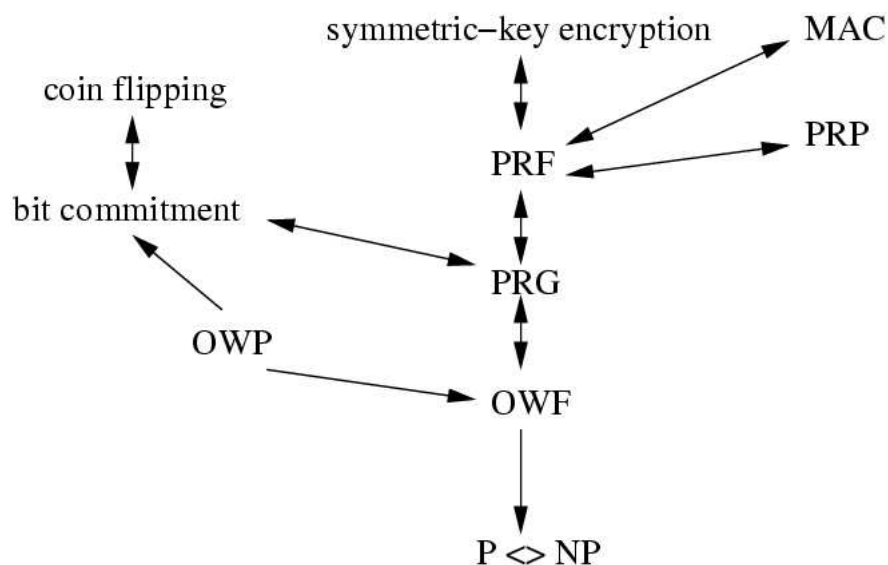 symmetric−key encryption
MAC
coin flipping
PRP
PRF
bit commitment
PRG
OWP
OWF
P <> NP